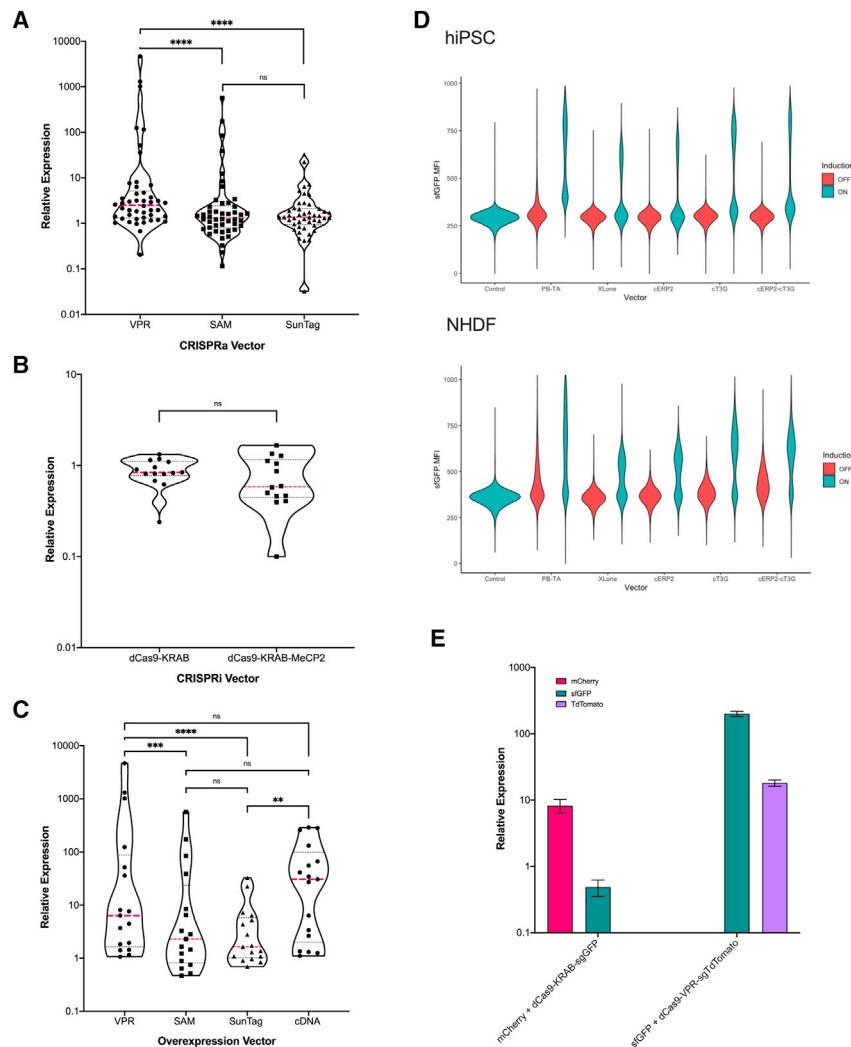 A
****
****
ns
10000
1000
100
10
1
0.1
0.01
Relative Expression
VPR SAM SunTag
CRISPRa Vector
B
ns
10
1
0.1
0.01
Relative Expression
dCas9-KRAB dCas9-KRAB-MeCP2
CRISPRi Vector
C
ns
****
***
ns
ns
**
10000
1000
100
10
1
0.1
Relative Expression
VPR SAM SunTag cDNA
Overexpression Vector
D
hiPSC
1000
750
500
250
0
sfGFP.MFI
Control PB-TA XLone cERP2 cT3G cERP2-cT3G
Vector
Induction
OFF
ON
NHDF
1000
750
500
250
0
sfGFP.MFI
Control PB-TA XLone cERP2 cT3G cERP2-cT3G
Vector
Induction
OFF
ON
E
1000
100
10
1
0.1
Relative Expression
mCherry
sfGFP
TdTomato
mCherry + dCas9-KRAB-sgGFP
sfGFP + dCas9-VPR-sgTdTomato